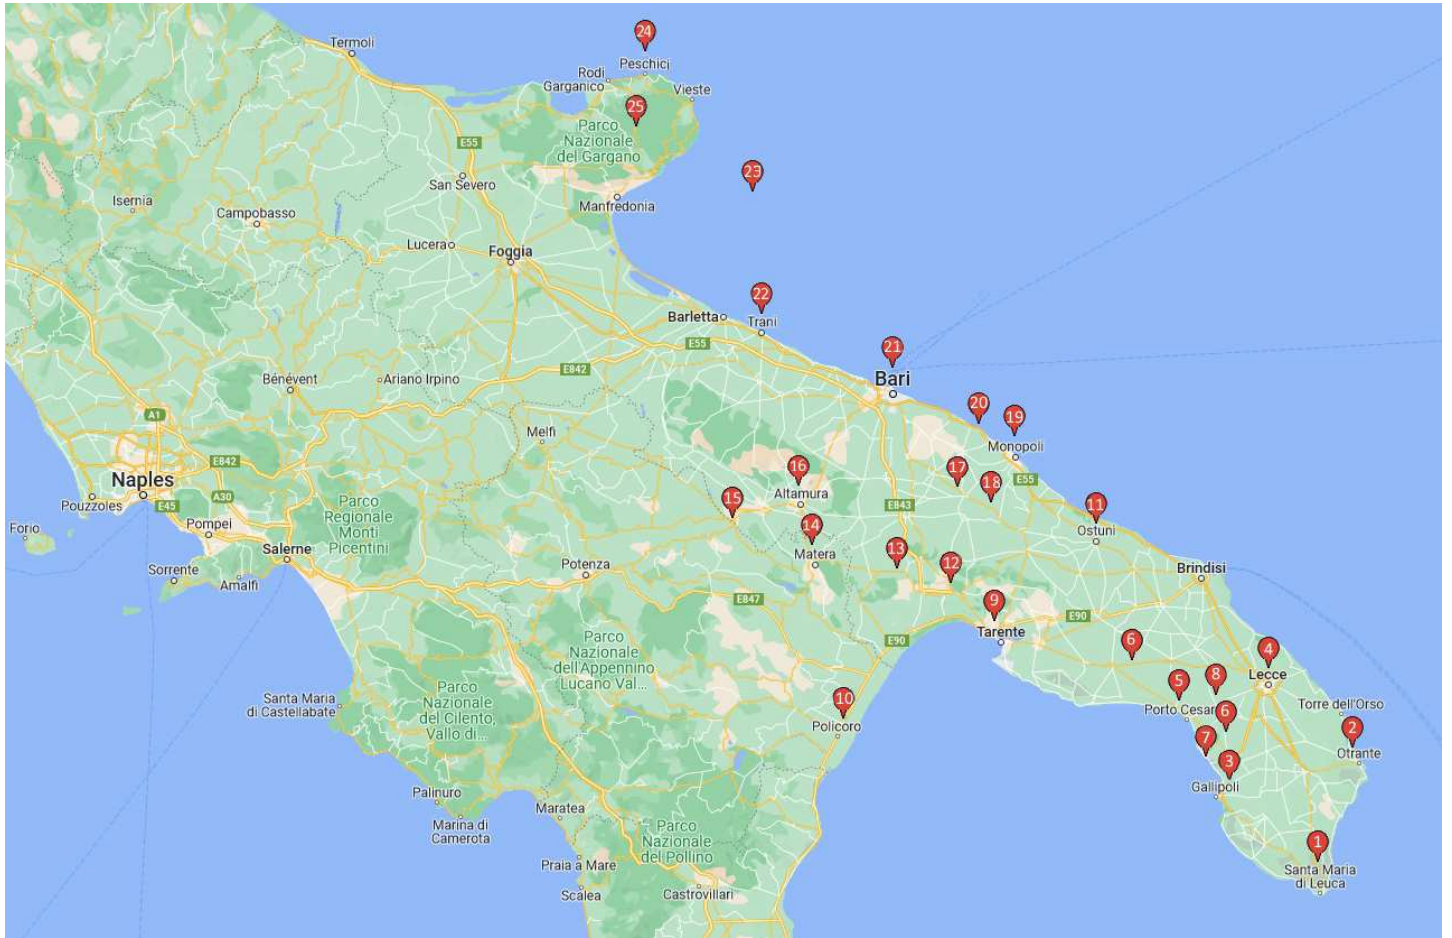 24
Termoli
Peschici
Rodi
Garganico
Vieste
25
Parco
Nazionale
del Gargano
E55
23
San Severo
Isernia
Manfredonia
Campobasso
Lucera
Foggia
22
Barletta
Trani
E55
21
Bari
E842
Bénévent
Ariano Irpino
A1
20
19
Melfi
Monopoli
E842
16
17
18
E55
Naples
A30
15
Altamura
E843
11
Pouzzoles
E45
Parco
Regionale
Monti
Picentini
Forio
Pompei
14
Ostuni
Salerne
Matera
13
12
Sorrente
Amalfi
Potenza
Brindisi
E847
9
E90
Tarente
E90
6
4
Parco
Nazionale
dell'Appennino
Lucano Val...
Lecce
5
8
Santa Maria
di Castellabate
Parco
Nazionale
del Cilento,
Vallo di...
10
Porto Cesar
Torre dell'Orso
Policoro
6
2
7
Otrante
3
Palinuro
Gallipoli
Maratea
Marina di
Camerota
Parco
Nazionale
del Pollino
1
Praia a Mare
Santa Maria
di Leuca
Scalea
Castrovillari